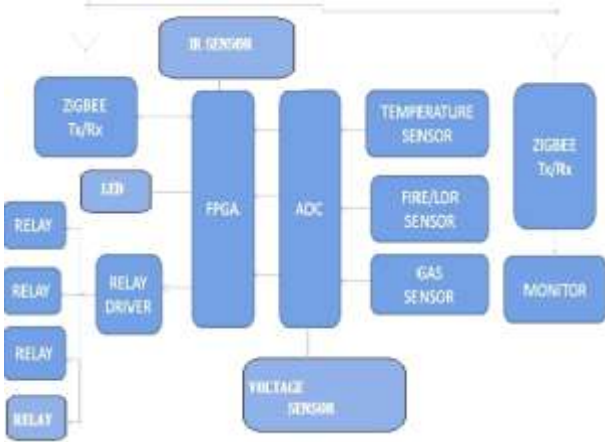 IR SENSOR
ZIGBEE
Tx/Rx
TEMPERATURE
SENSOR
ZIGBEE
Tx/Rx
LED
FPGA
ADC
FIRE/LDR
SENSOR
RELAY
RELAY
RELAY
DRIVER
GAS
SENSOR
MONITOR
RELAY
VOLTAGE
SENSOR
RELAY